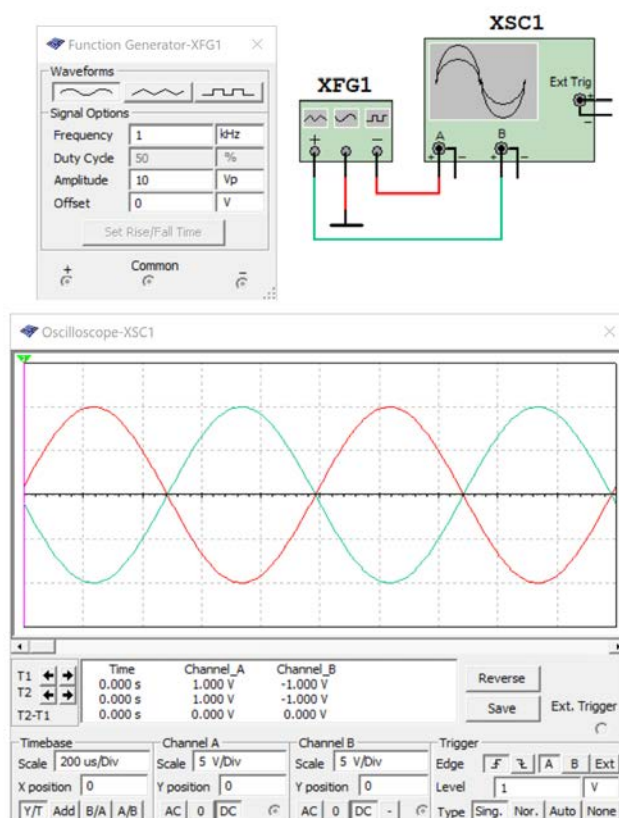 Function Generator-XFG1
Waveforms
Signal Options
Frequency 1 kHz
Duty Cycle 50 %
Amplitude 10 Vp
Offset 0 V
Set Rise/Fall Time
+ Common −
XSC1
Ext Trig
+
−
A B
+ − + −
XFG1
+ −
Oscilloscope-XSC1
Time Channel_A Channel_B
T1 0.000 s 1.000 V -1.000 V
T2 0.000 s 1.000 V -1.000 V
T2-T1 0.000 s 0.000 V 0.000 V
Reverse
Save
Ext. Trigger
Timebase
Scale 200 us/Div
X position 0
Y/T Add B/A A/B
Channel A
Scale 5 V/Div
Y position 0
AC 0 DC
Channel B
Scale 5 V/Div
Y position 0
AC 0 DC -
Trigger
Edge A B Ext
Level 1 V
Type Sing. Nor. Auto None